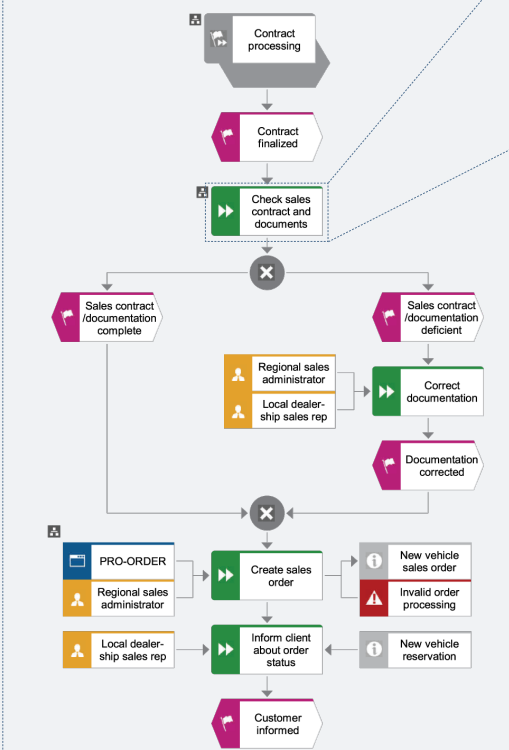 Contract
processing
Contract
finalized
Check sales
contract and
documents
Sales contract
/documentation
complete
Sales contract
/documentation
deficient
Regional sales
administrator
Local dealer-
ship sales rep
Correct
documentation
Documentation
corrected
PRO-ORDER
Regional sales
administrator
Create sales
order
New vehicle
sales order
Invalid order
processing
Local dealer-
ship sales rep
Inform client
about order
status
New vehicle
reservation
Customer
informed